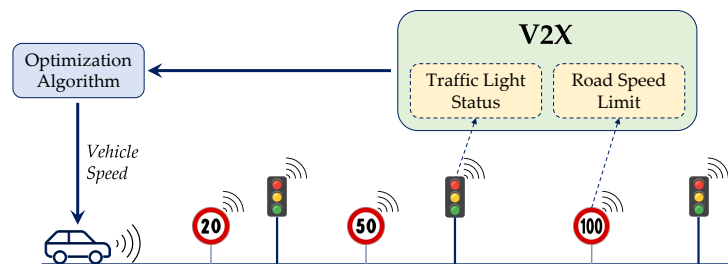 V2X
Optimization
Algorithm
Traffic Light
Status
Road Speed
Limit
Vehicle
Speed
20
50
100